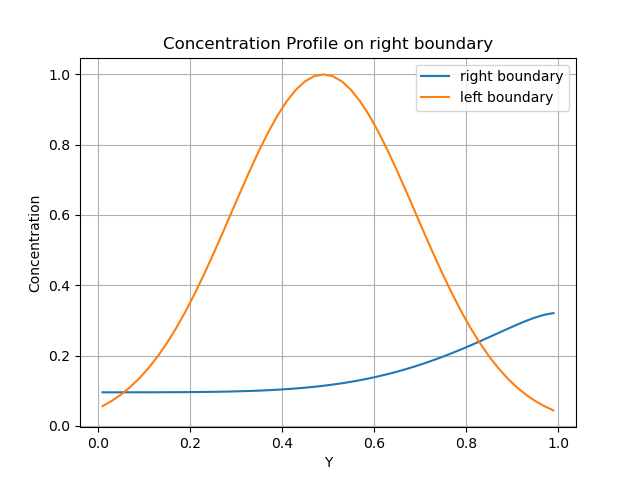 Concentration Profile on right boundary
right boundary
left boundary
1.0
0.8
0.6
0.4
0.2
0.0
Concentration
0.0 0.2 0.4 0.6 0.8 1.0
Y